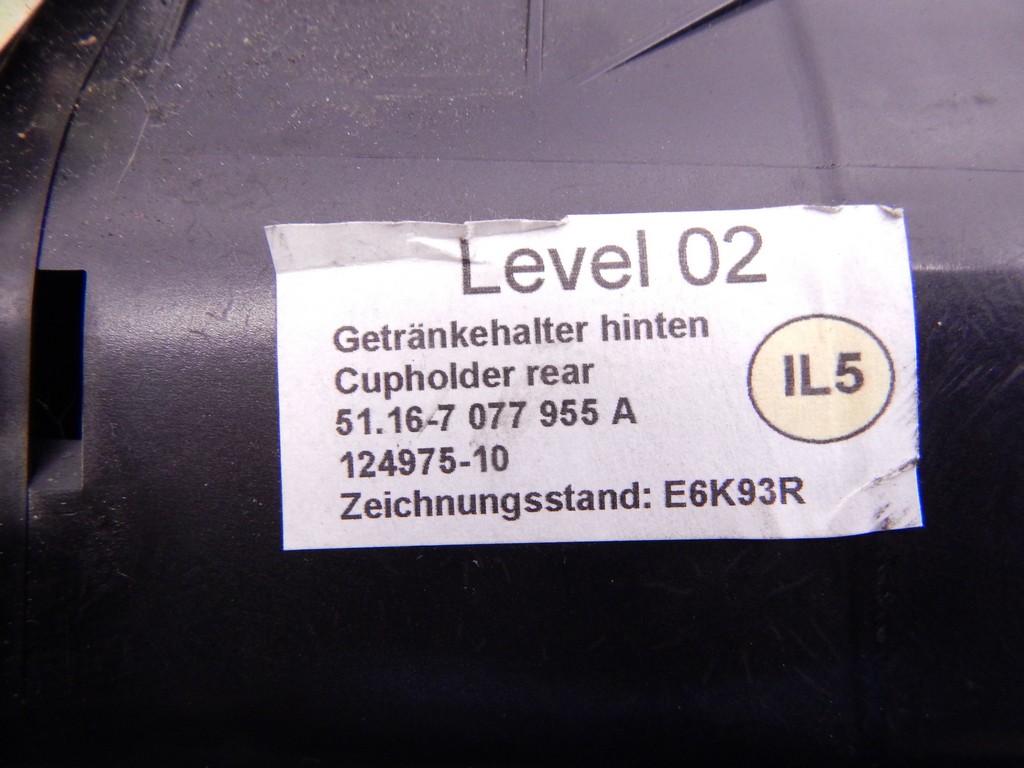 Level 02
Getränkehalter hinten
Cupholder rear
51.16-7 077 955 A
124975-10
Zeichnungsstand: E6K93R
IL5